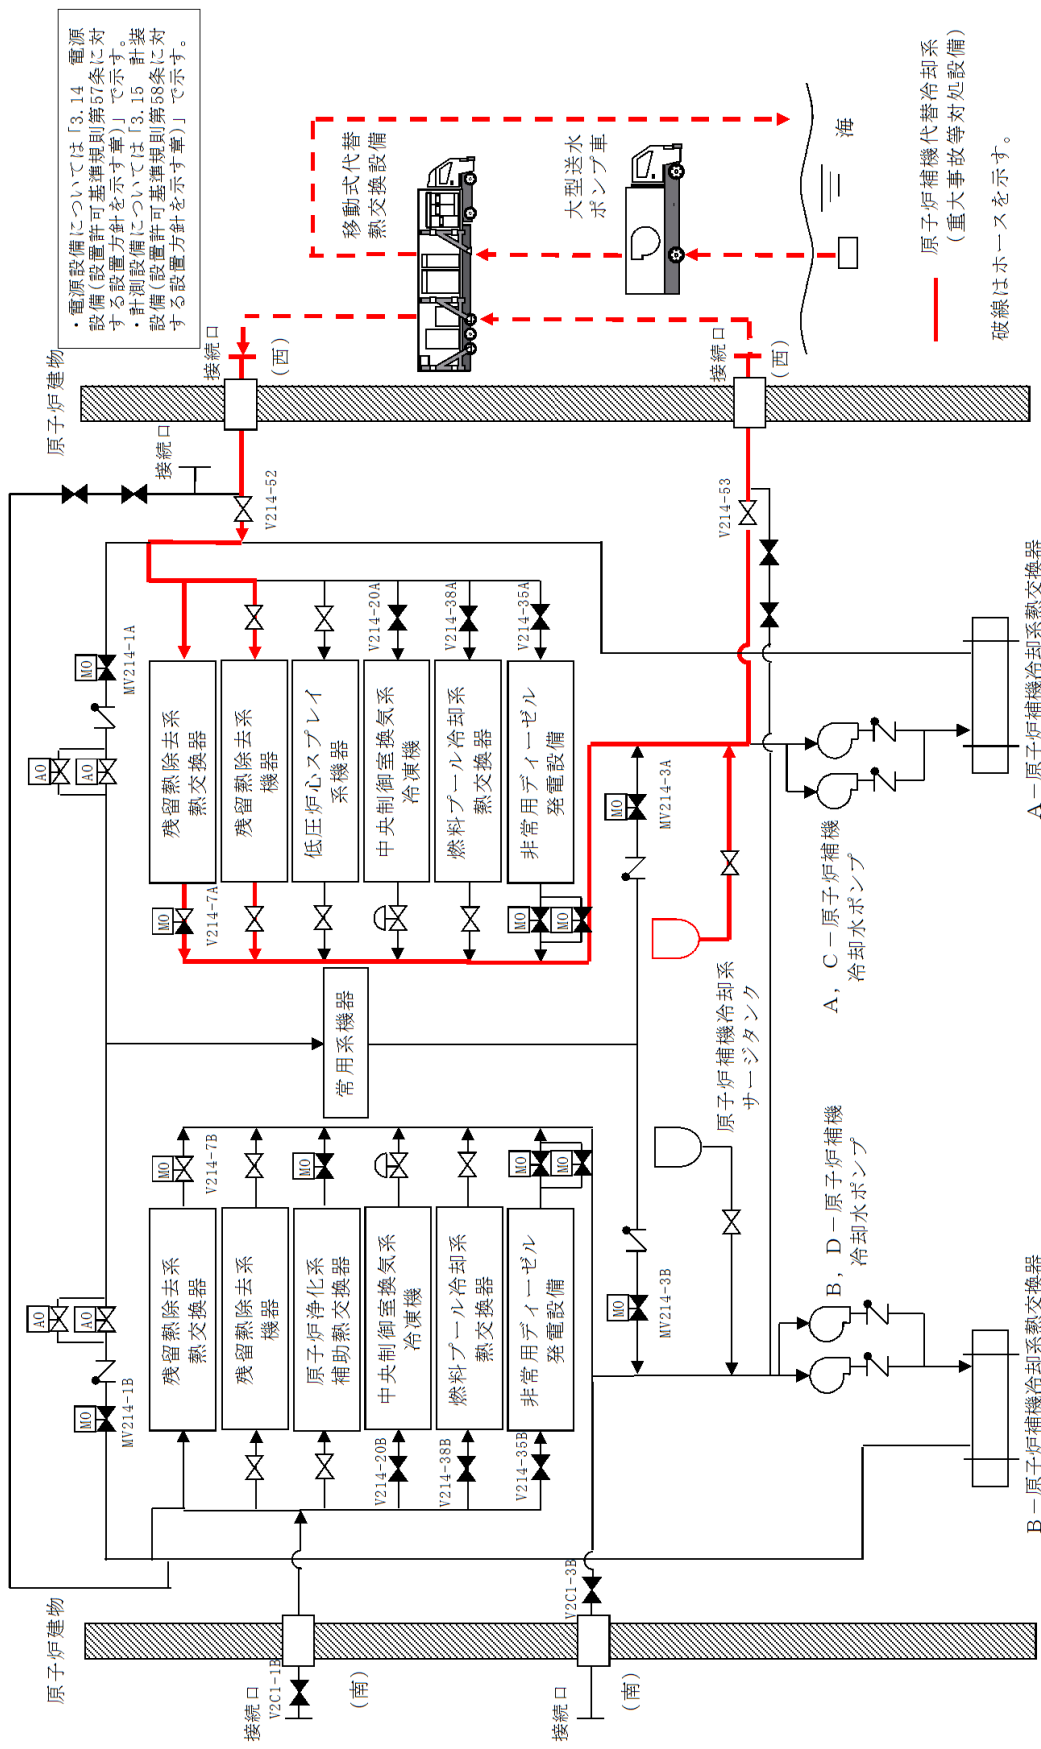 ・電源設備については「3.14　電源
設備(設置許可基準規則第57条に対
する設置方針を示す章)」で示す。
・計測設備については「3.15　計装
設備(設置許可基準規則第58条に対
する設置方針を示す章)」で示す。
原子炉建物
原子炉建物
接続口
V2C1-1B
(南)
接続口
(南)
V2C1-3B
接続口
接続口
(西)
接続口
(西)
移動式代替
熱交換設備
大型送水
ポンプ車
海
原子炉補機代替冷却系
(重大事故等対処設備)
破線はホースを示す。
AO
AO
MO
MV214-1B
AO
AO
MO
MV214-1A
V214-52
V214-53
残留熱除去系
熱交換器
残留熱除去系
機器
原子炉浄化系
補助熱交換器
中央制御室換気系
冷凍機
燃料プール冷却系
熱交換器
非常用ディーゼル
発電設備
V214-20B
V214-38B
V214-35B
MO
V214-7B
MO
MO
MO
常用系機器
残留熱除去系
熱交換器
残留熱除去系
機器
低圧炉心スプレイ
系機器
中央制御室換気系
冷凍機
燃料プール冷却系
熱交換器
非常用ディーゼル
発電設備
V214-20A
V214-38A
V214-35A
MO
V214-7A
MO
MO
MO
MV214-3B
MO
MV214-3A
原子炉補機冷却系
サージタンク
B, D－原子炉補機
冷却水ポンプ
A, C－原子炉補機
冷却水ポンプ
B－原子炉補機冷却系熱交換器
A－原子炉補機冷却系熱交換器